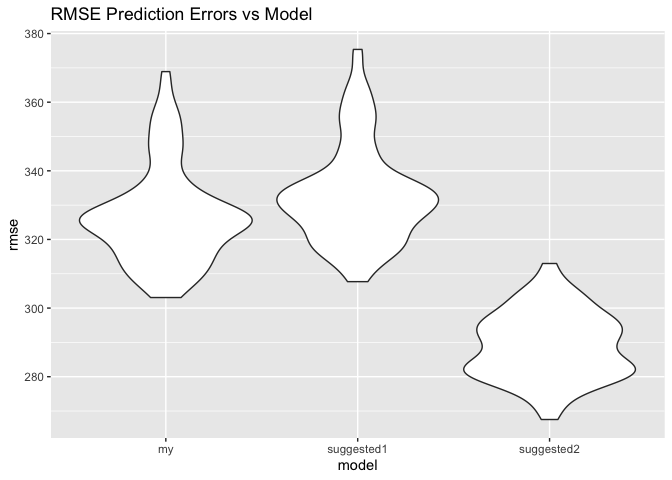 RMSE Prediction Errors vs Model
380
360
340
320
300
280
rmse
my
suggested1
suggested2
model